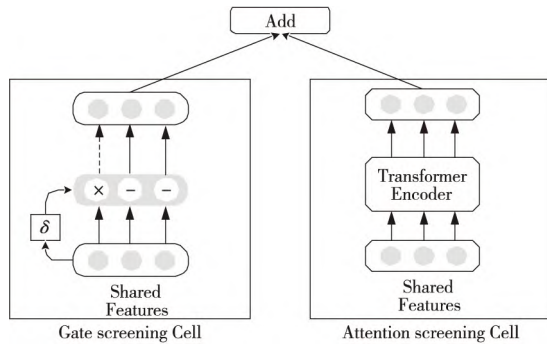 Add
× − −
δ
Shared
Features
Gate screening Cell
Transformer
Encoder
Shared
Features
Attention screening Cell